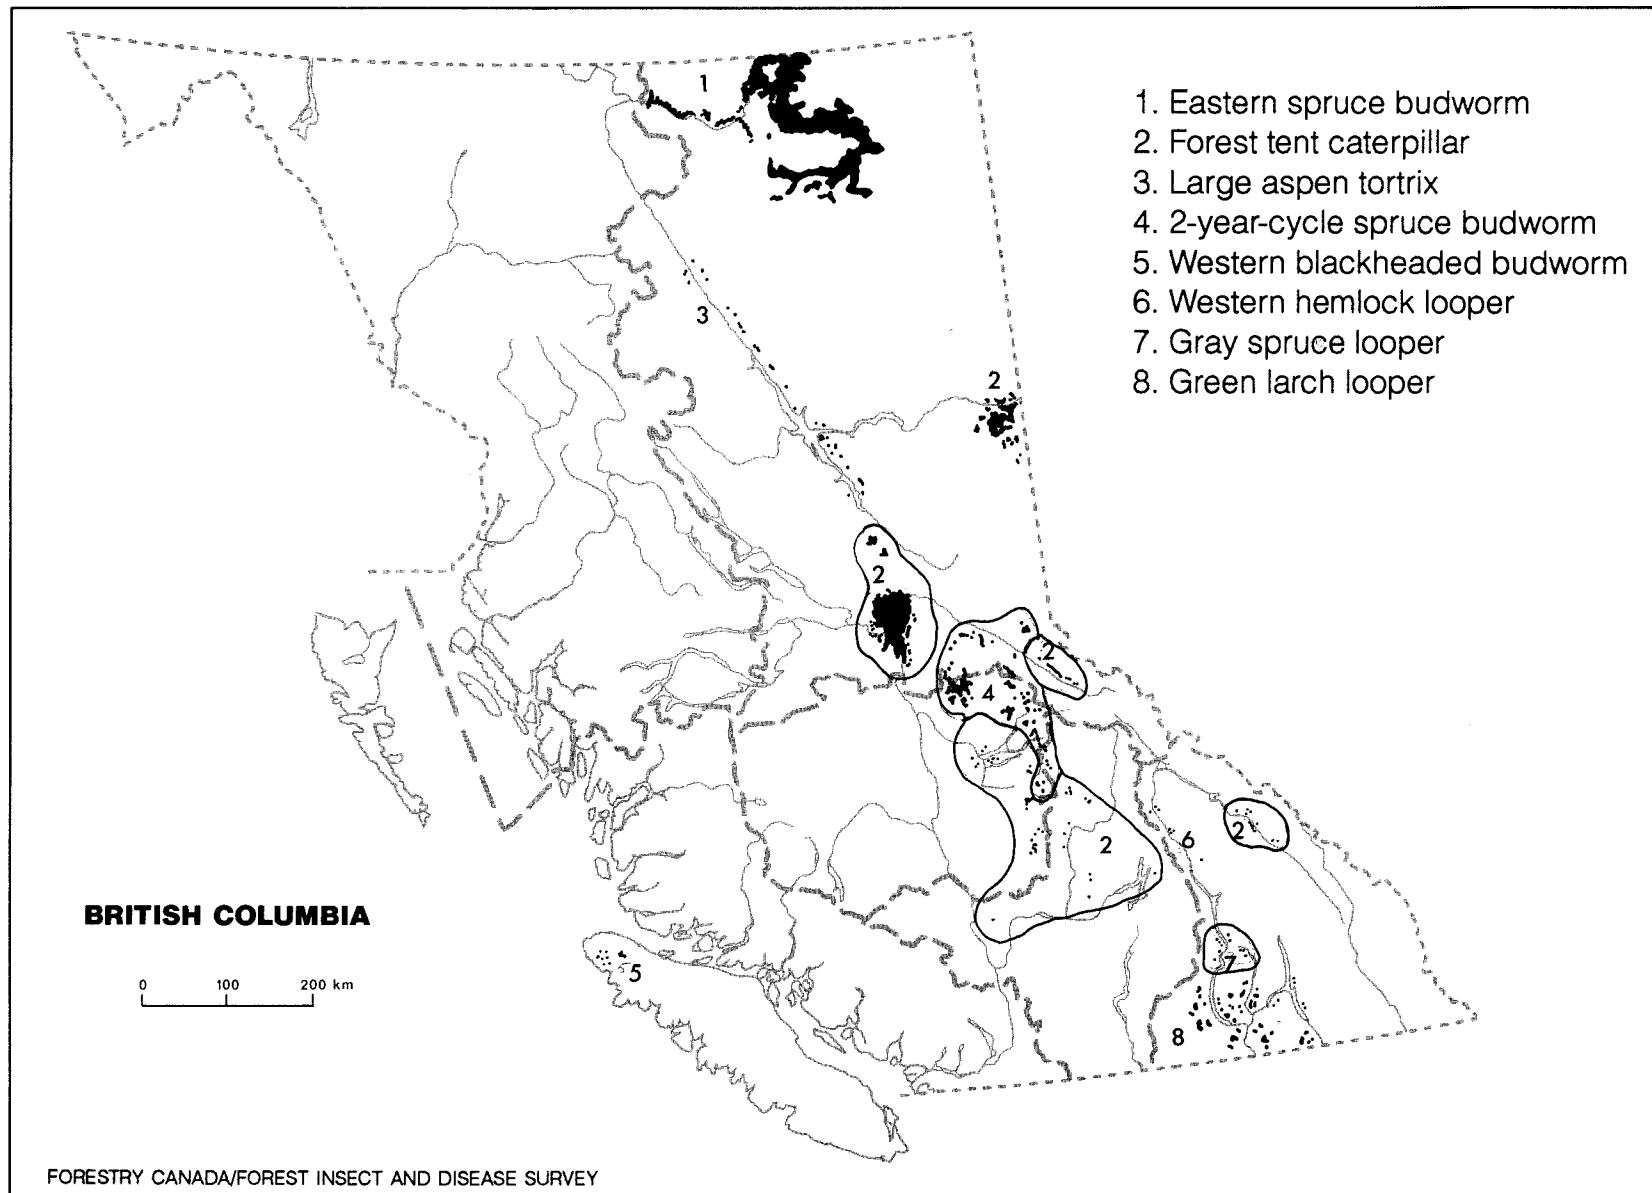 1
1. Eastern spruce budworm
2. Forest tent caterpillar
3. Large aspen tortrix
4. 2-year-cycle spruce budworm
5. Western blackheaded budworm
6. Western hemlock looper
7. Gray spruce looper
8. Green larch looper
3
2
2
2
4
2
2
6
BRITISH COLUMBIA
5
7
0 100 200 km
8
FORESTRY CANADA/FOREST INSECT AND DISEASE SURVEY